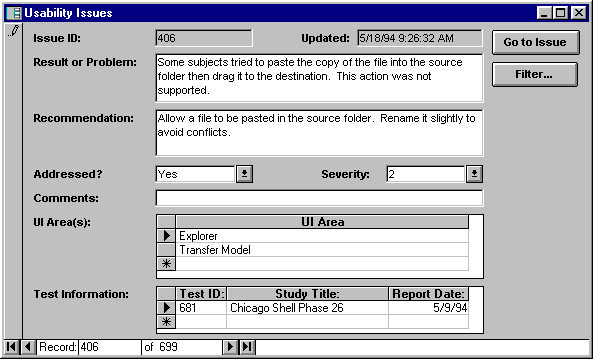 Usability Issues
Issue ID: 406 Updated: 5/18/94 9:26:32 AM Go to Issue
Result or Problem: Some subjects tried to paste the copy of the file into the source
folder then drag it to the destination. This action was not
supported.
Filter...
Recommendation: Allow a file to be pasted in the source folder. Rename it slightly to
avoid conflicts.
Addressed? Yes Severity: 2
Comments:
UI Area(s): UI Area
Explorer
Transfer Model
Test Information: Test ID: Study Title: Report Date:
681 Chicago Shell Phase 26 5/9/94
Record: 406 of 699